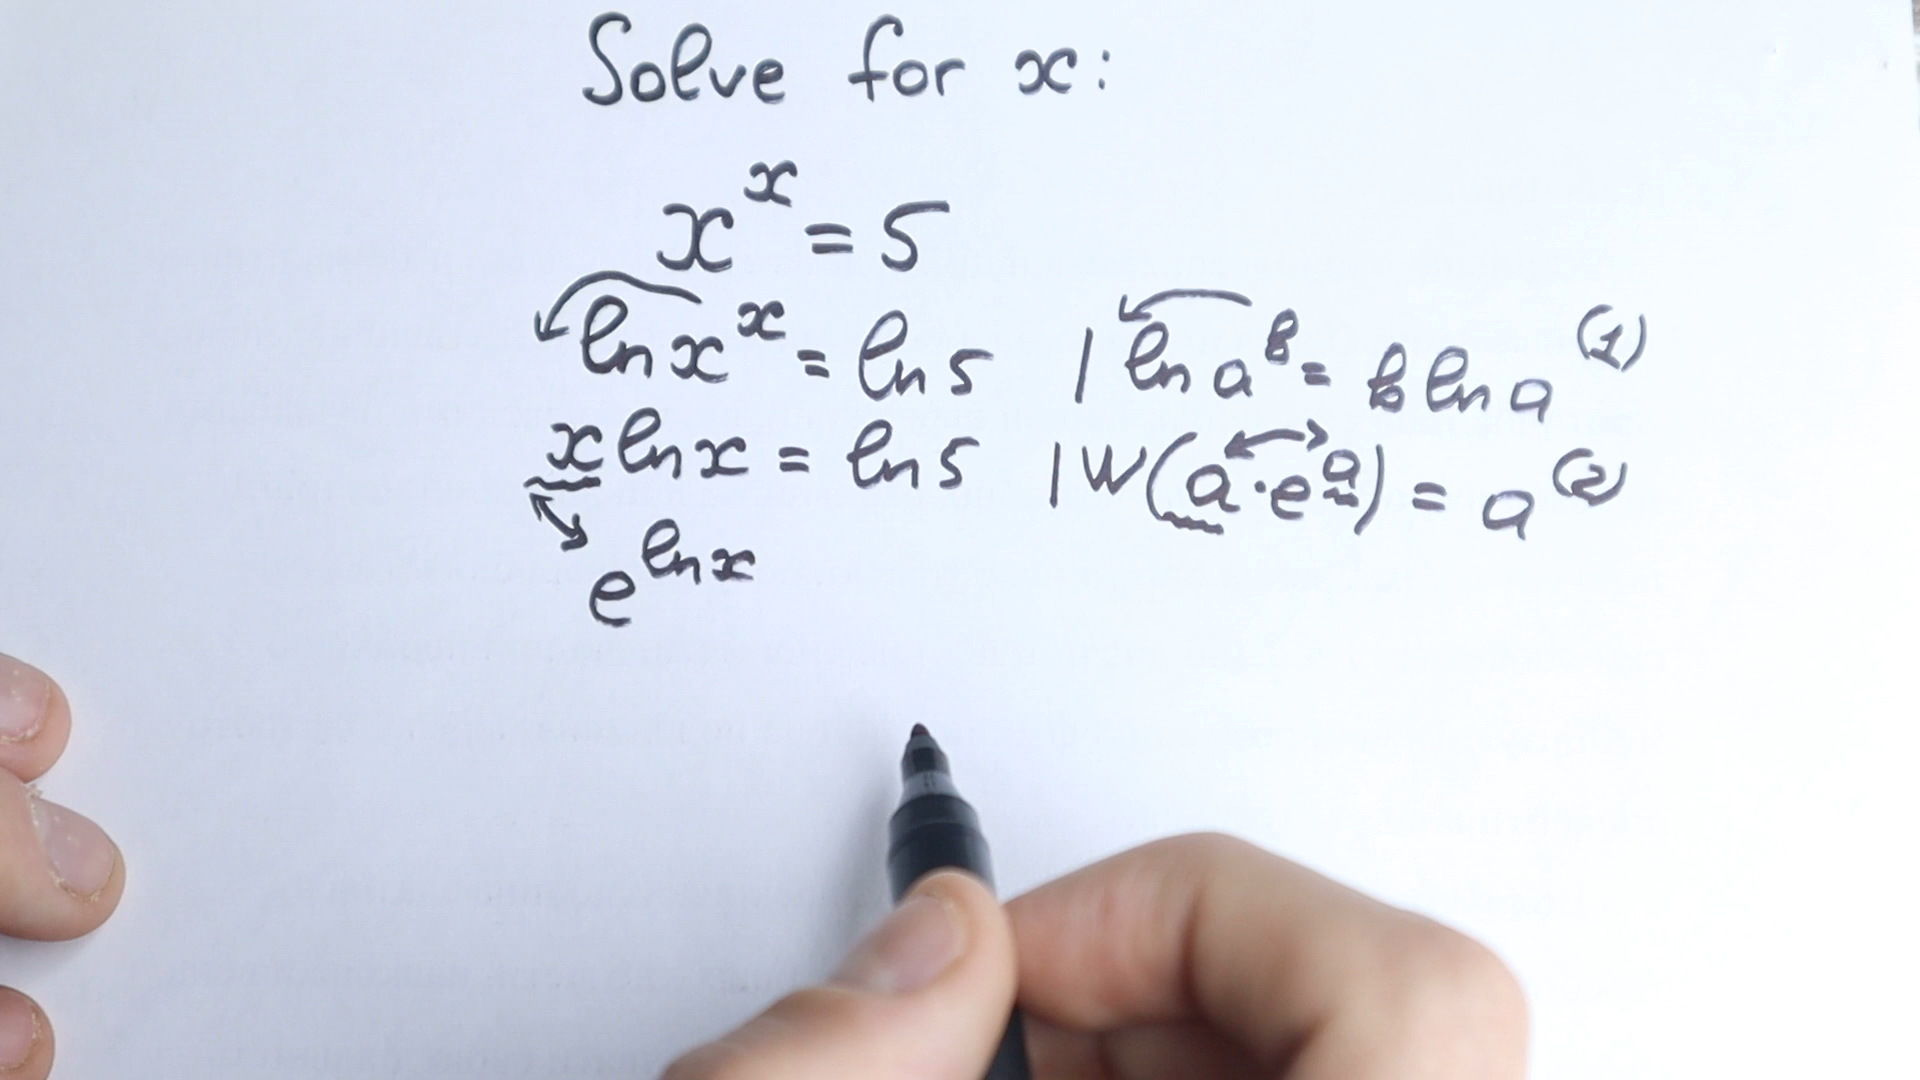 Solve for x:
x^x = 5
ln x^x = ln 5 | ln a^b = b ln a (1)
x ln x = ln 5 | W(a·e^a) = a (2)
e^ln x